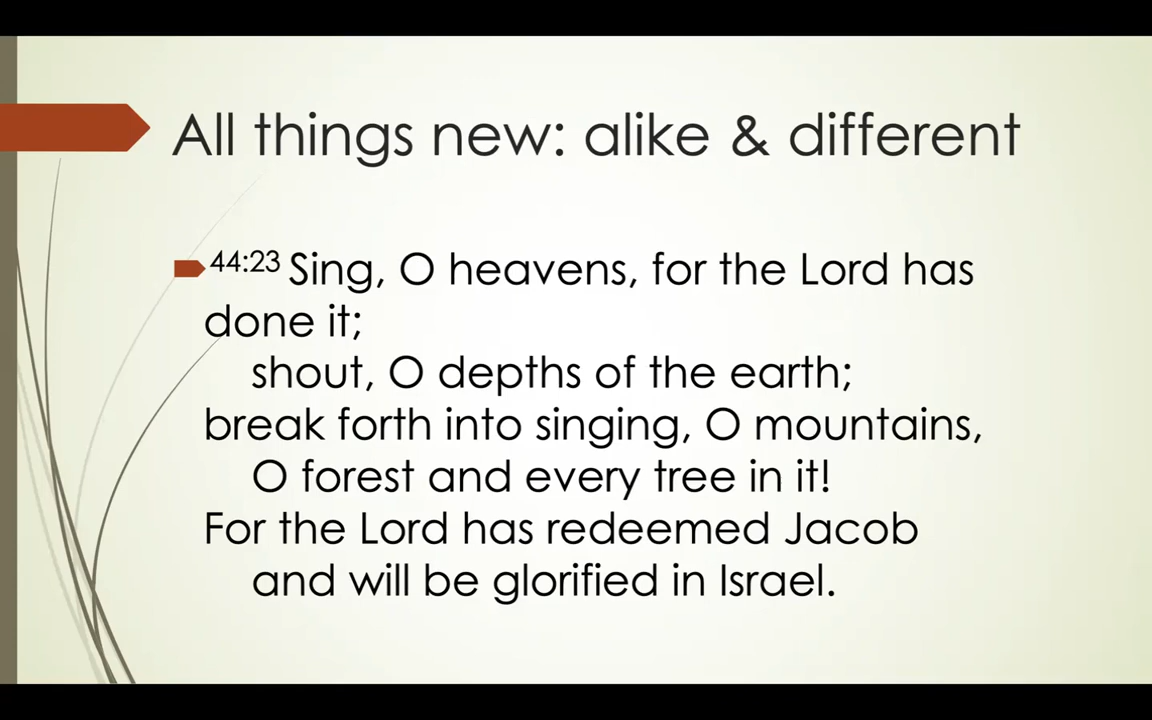 All things new: alike & different
44:23 Sing, O heavens, for the Lord has
done it;
shout, O depths of the earth;
break forth into singing, O mountains,
O forest and every tree in it!
For the Lord has redeemed Jacob
and will be glorified in Israel.